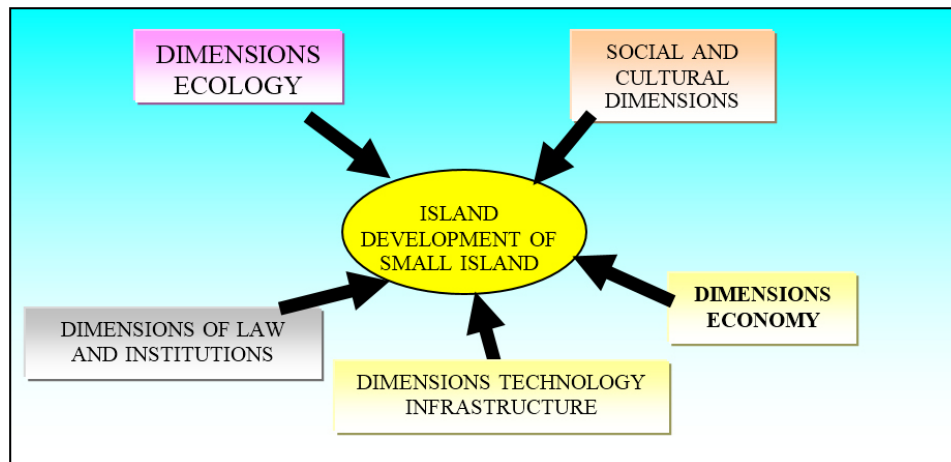 DIMENSIONS
ECOLOGY
SOCIAL AND
CULTURAL
DIMENSIONS
ISLAND
DEVELOPMENT OF
SMALL ISLAND
DIMENSIONS
ECONOMY
DIMENSIONS OF LAW
AND INSTITUTIONS
DIMENSIONS TECHNOLOGY
INFRASTRUCTURE